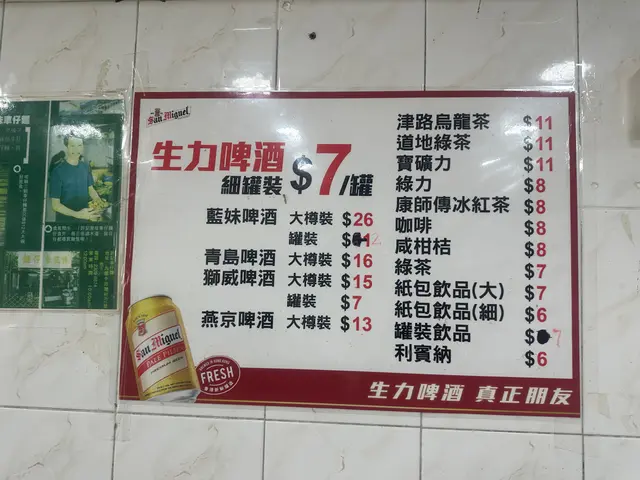 San Miguel
生力啤酒
細罐裝 $7/罐
藍妹啤酒 大樽裝 $26
罐裝 $12
青島啤酒 大樽裝 $16
獅威啤酒 大樽裝 $15
罐裝 $7
燕京啤酒 大樽裝 $13
津路烏龍茶 $11
道地綠茶 $11
寶礦力 $11
綠力 $8
康師傳冰紅茶 $8
咖啡 $8
咸柑桔 $8
綠茶 $7
紙包飲品(大) $7
紙包飲品(細) $6
罐裝飲品 $7
利賓納 $6
San Miguel
PALE PILSEN
FRESH
生力啤酒 真正朋友